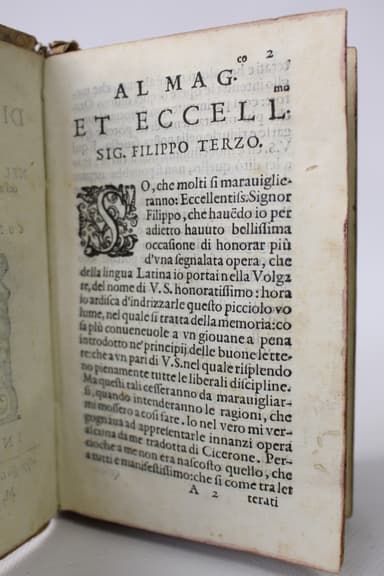 2
AL MAG.co
ET ECCELL.mo
SIG. FILIPPO TERZO.
SO, che molti si marauiglie-
ranno: Eccellentiss. Signor
Filippo, che hauẽdo io per
adietro hauuto bellissima
occasione di honorar più
d'vna segnalata opera, che
della lingua Latina io portai nella Volga
re, del nome di V. S. honoratissimo: hora
io ardisca d'indrizzarle questo picciolo vo
lume, nel quale si tratta della memoria: co
sa più conueneuole a vn giouane a pena
introdotto ne' principij delle buone lette-
re: che a vn pari di V. S. nel quale risplendo
no pienamente tutte le liberali discipline.
Ma questi tali cesseranno da marauigliar-
si, quando intenderanno le ragioni, che
mi mossero a così fare. Io nel vero mi ver-
gognaua ad appresentarle innanzi opera
alcuna da me tradotta di Cicerone. Per-
cioche a me non era nascosto quello, che
a tutti e manifestissimo: che si come tra let
A 2 terati